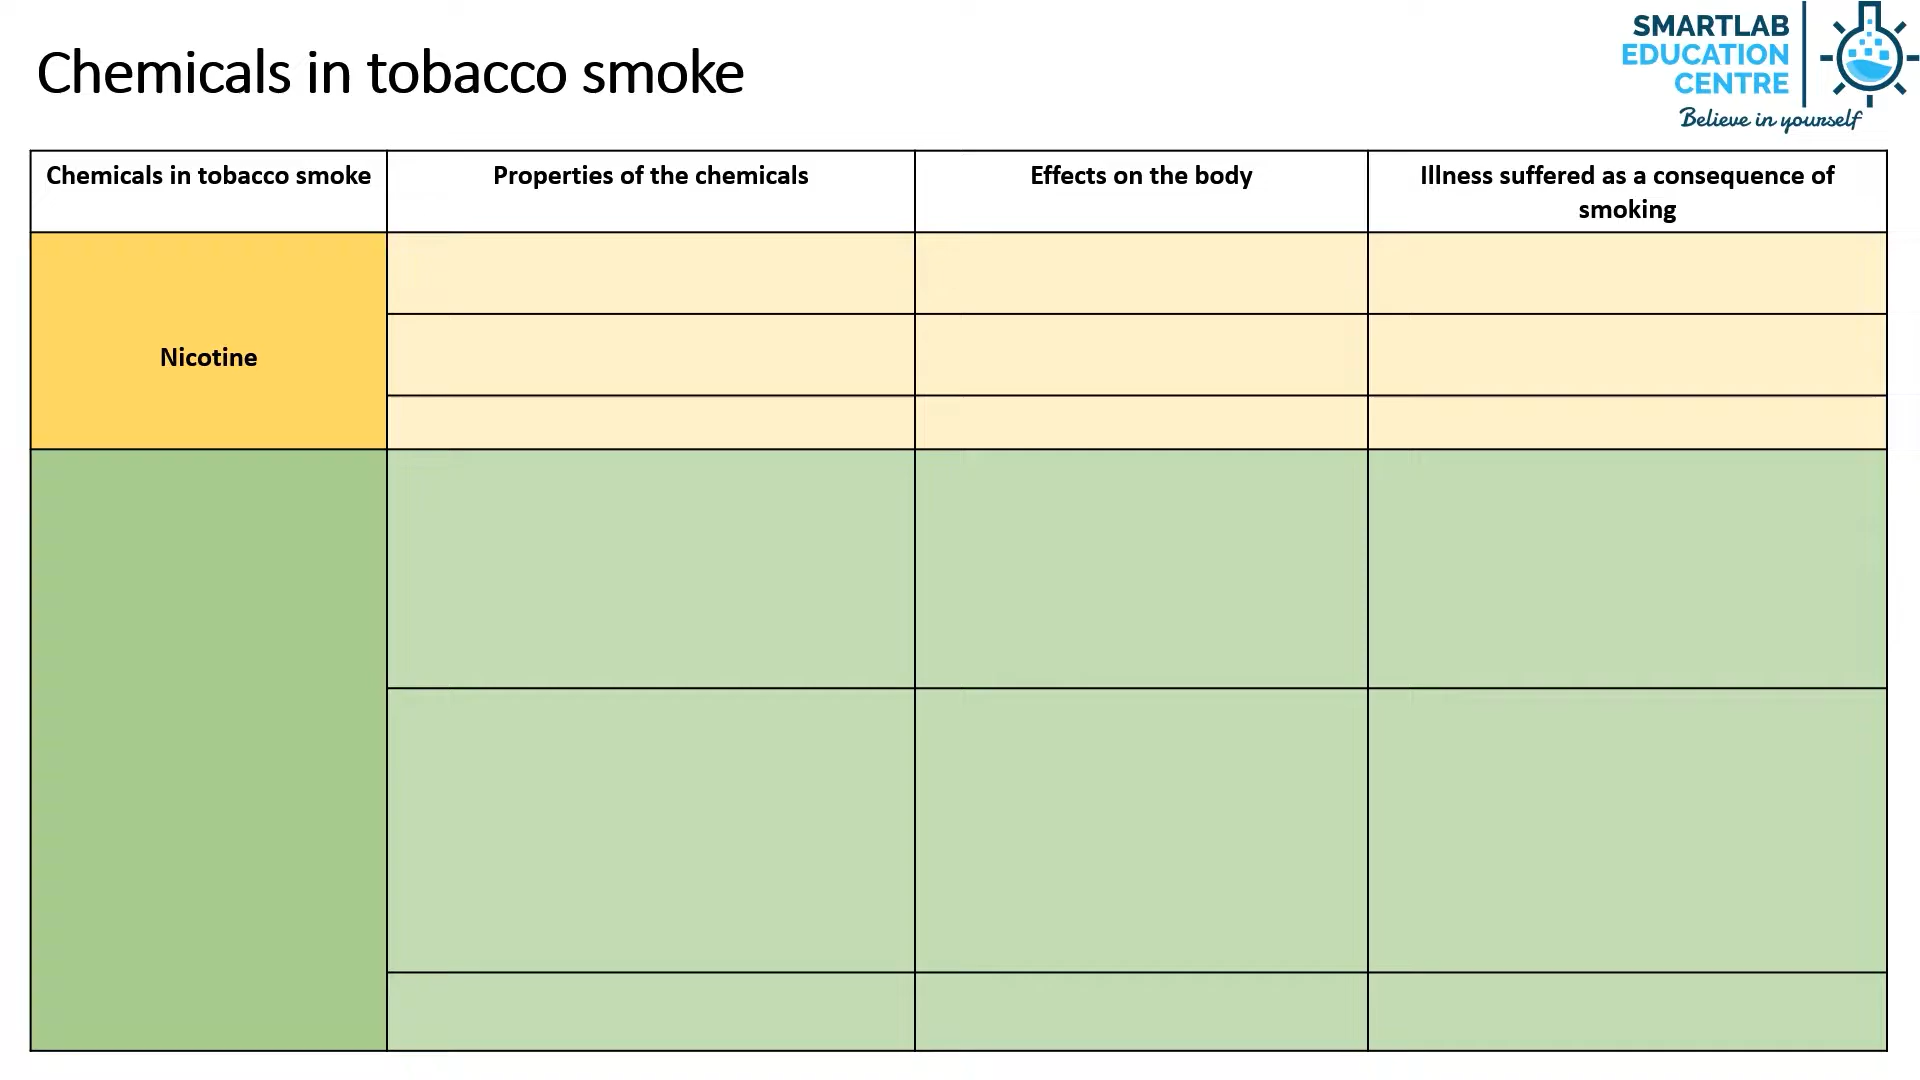 Chemicals in tobacco smoke
SMARTLAB
EDUCATION
CENTRE
Believe in yourself
Chemicals in tobacco smoke
Properties of the chemicals
Effects on the body
Illness suffered as a consequence of
smoking
Nicotine